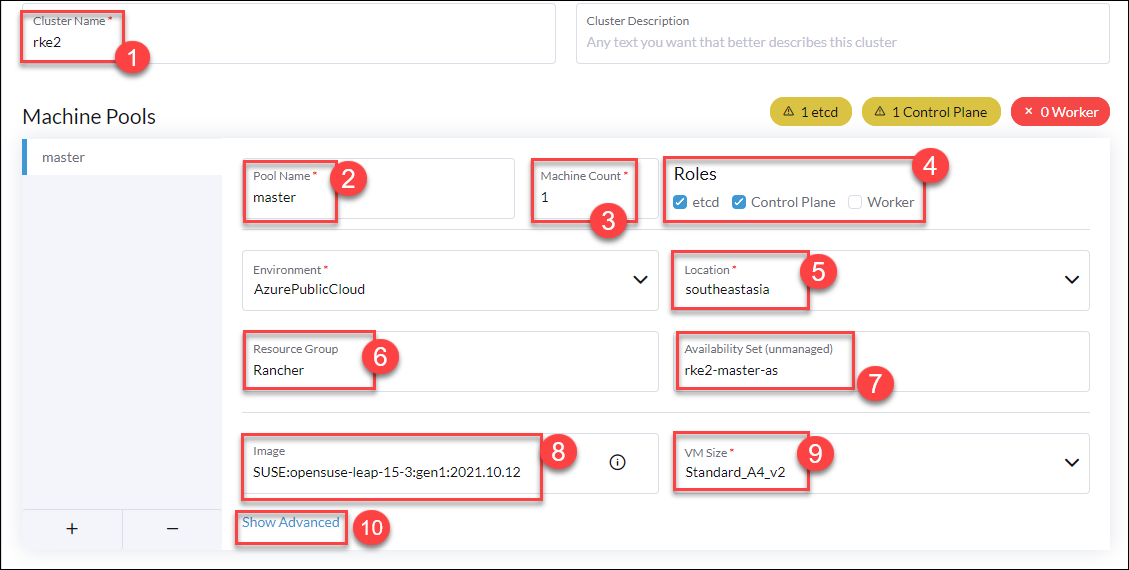 Cluster Name *
rke2
1
Cluster Description
Any text you want that better describes this cluster
Machine Pools
1 etcd
1 Control Plane
× 0 Worker
master
Pool Name *
master
2
Machine Count *
1
3
Roles
etcd Control Plane Worker
4
Environment *
AzurePublicCloud
Location *
southeastasia
5
Resource Group
Rancher
6
Availability Set (unmanaged)
rke2-master-as
7
Image
SUSE:opensuse-leap-15-3:gen1:2021.10.12
8
VM Size *
Standard_A4_v2
9
+ −
Show Advanced
10